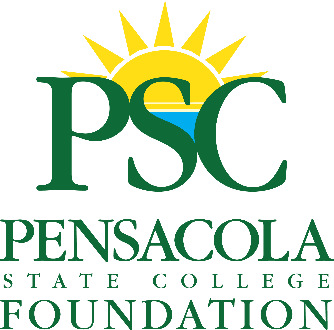 PSC
PENSACOLA
STATE COLLEGE
FOUNDATION